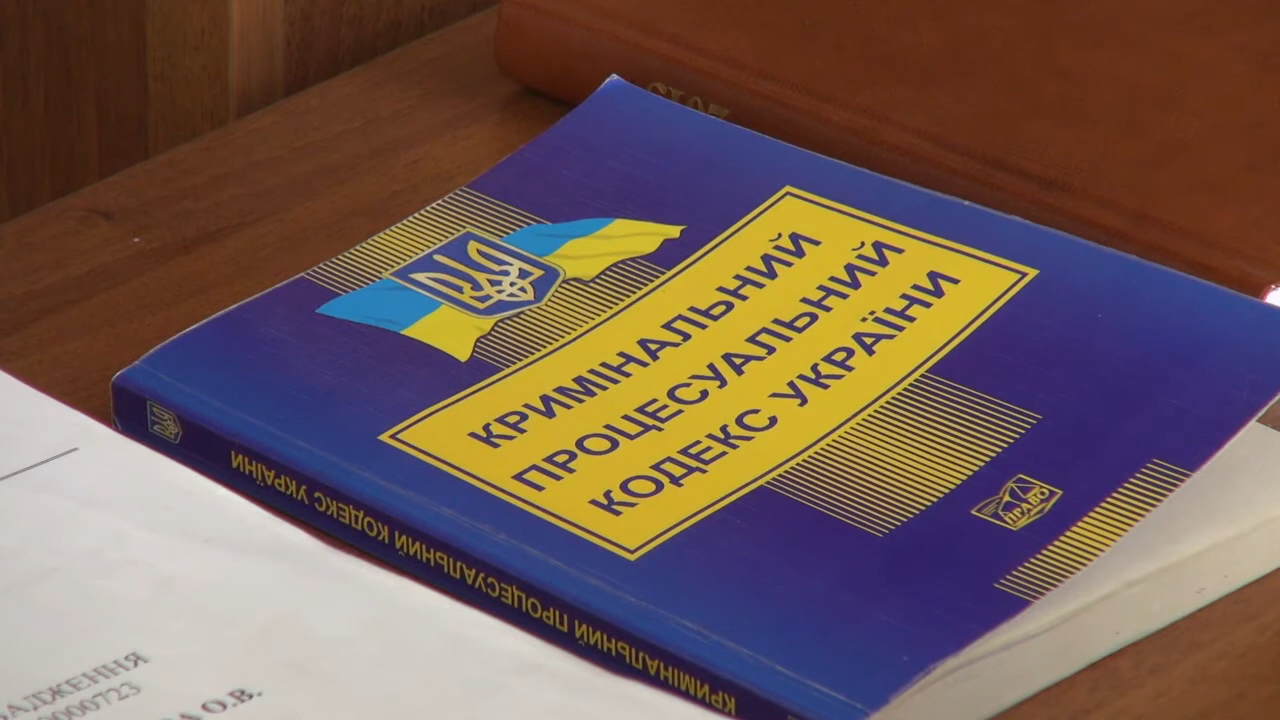 КРИМІНАЛЬНИЙ
ПРОЦЕСУАЛЬНИЙ
КОДЕКС УКРАЇНИ
ПРАВО
КРИМІНАЛЬНИЙ ПРОЦЕСУАЛЬНИЙ КОДЕКС УКРАЇНИ
О.В.